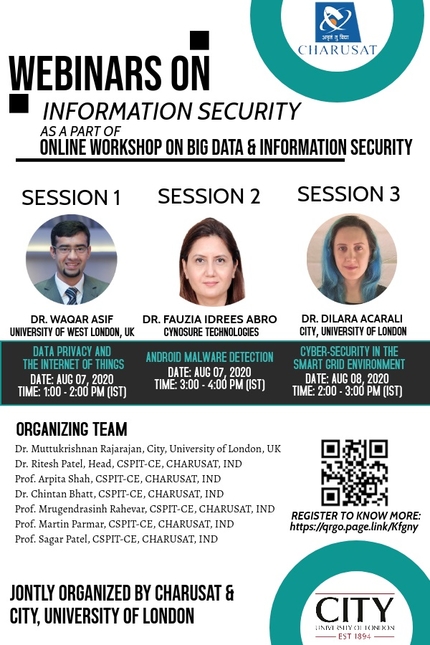 अमृतं तु विद्या
CHARUSAT
WEBINARS ON
INFORMATION SECURITY
AS A PART OF
ONLINE WORKSHOP ON BIG DATA & INFORMATION SECURITY
SESSION 1
DR. WAQAR ASIF
UNIVERSITY OF WEST LONDON, UK
DATA PRIVACY AND
THE INTERNET OF THINGS
DATE: AUG 07, 2020
TIME: 1:00 - 2:00 PM (IST)
SESSION 2
DR. FAUZIA IDREES ABRO
CYNOSURE TECHNOLOGIES
ANDROID MALWARE DETECTION
DATE: AUG 07, 2020
TIME: 3:00 - 4:00 PM (IST)
SESSION 3
DR. DILARA ACARALI
CITY, UNIVERSITY OF LONDON
CYBER-SECURITY IN THE
SMART GRID ENVIRONMENT
DATE: AUG 08, 2020
TIME: 2:00 - 3:00 PM (IST)
ORGANIZING TEAM
Dr. Muttukrishnan Rajarajan, City, University of London, UK
Dr. Ritesh Patel, Head, CSPIT-CE, CHARUSAT, IND
Prof. Arpita Shah, CSPIT-CE, CHARUSAT, IND
Dr. Chintan Bhatt, CSPIT-CE, CHARUSAT, IND
Prof. Mrugendrasinh Rahevar, CSPIT-CE, CHARUSAT, IND
Prof. Martin Parmar, CSPIT-CE, CHARUSAT, IND
Prof. Sagar Patel, CSPIT-CE, CHARUSAT, IND
REGISTER TO KNOW MORE:
https://qrgo.page.link/Kfgny
JONTLY ORGANIZED BY CHARUSAT &
CITY, UNIVERSITY OF LONDON
CITY
UNIVERSITY OF LONDON
EST 1894